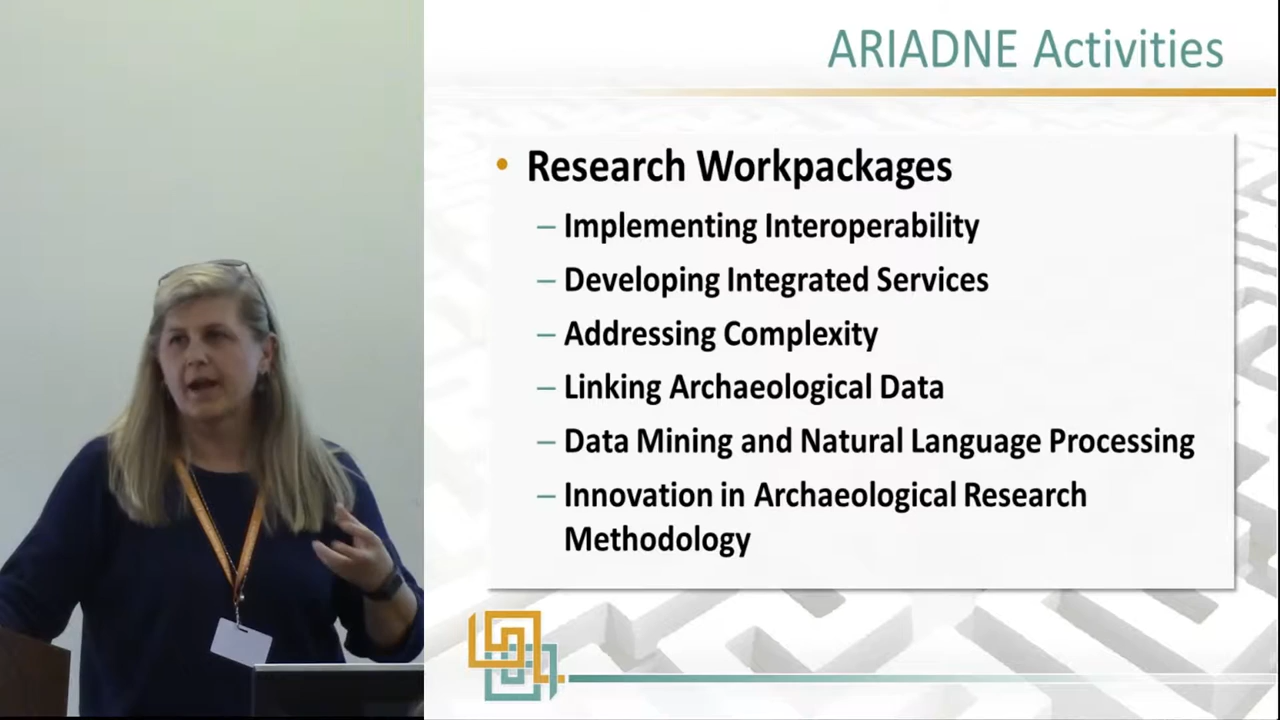 ARIADNE Activities
• Research Workpackages
– Implementing Interoperability
– Developing Integrated Services
– Addressing Complexity
– Linking Archaeological Data
– Data Mining and Natural Language Processing
– Innovation in Archaeological Research
Methodology